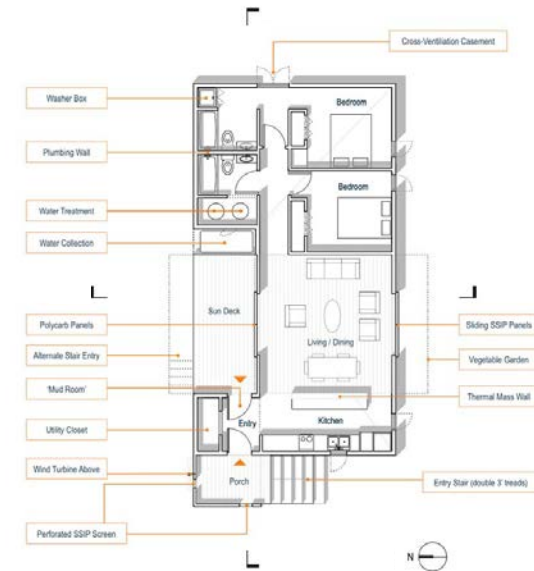 Cross-Ventilation Casement
Washer Box
Bedroom
Plumbing Wall
Bedroom
Water Treatment
Water Collection
Sun Deck
Polycarb Panels
Sliding SSIP Panels
Living / Dining
Alternate Stair Entry
Vegetable Garden
'Mud Room'
Thermal Mass Wall
Utility Closet
Entry
Kitchen
Wind Turbine Above
Porch
Entry Stair (double 3' treads)
Perforated SSIP Screen
N